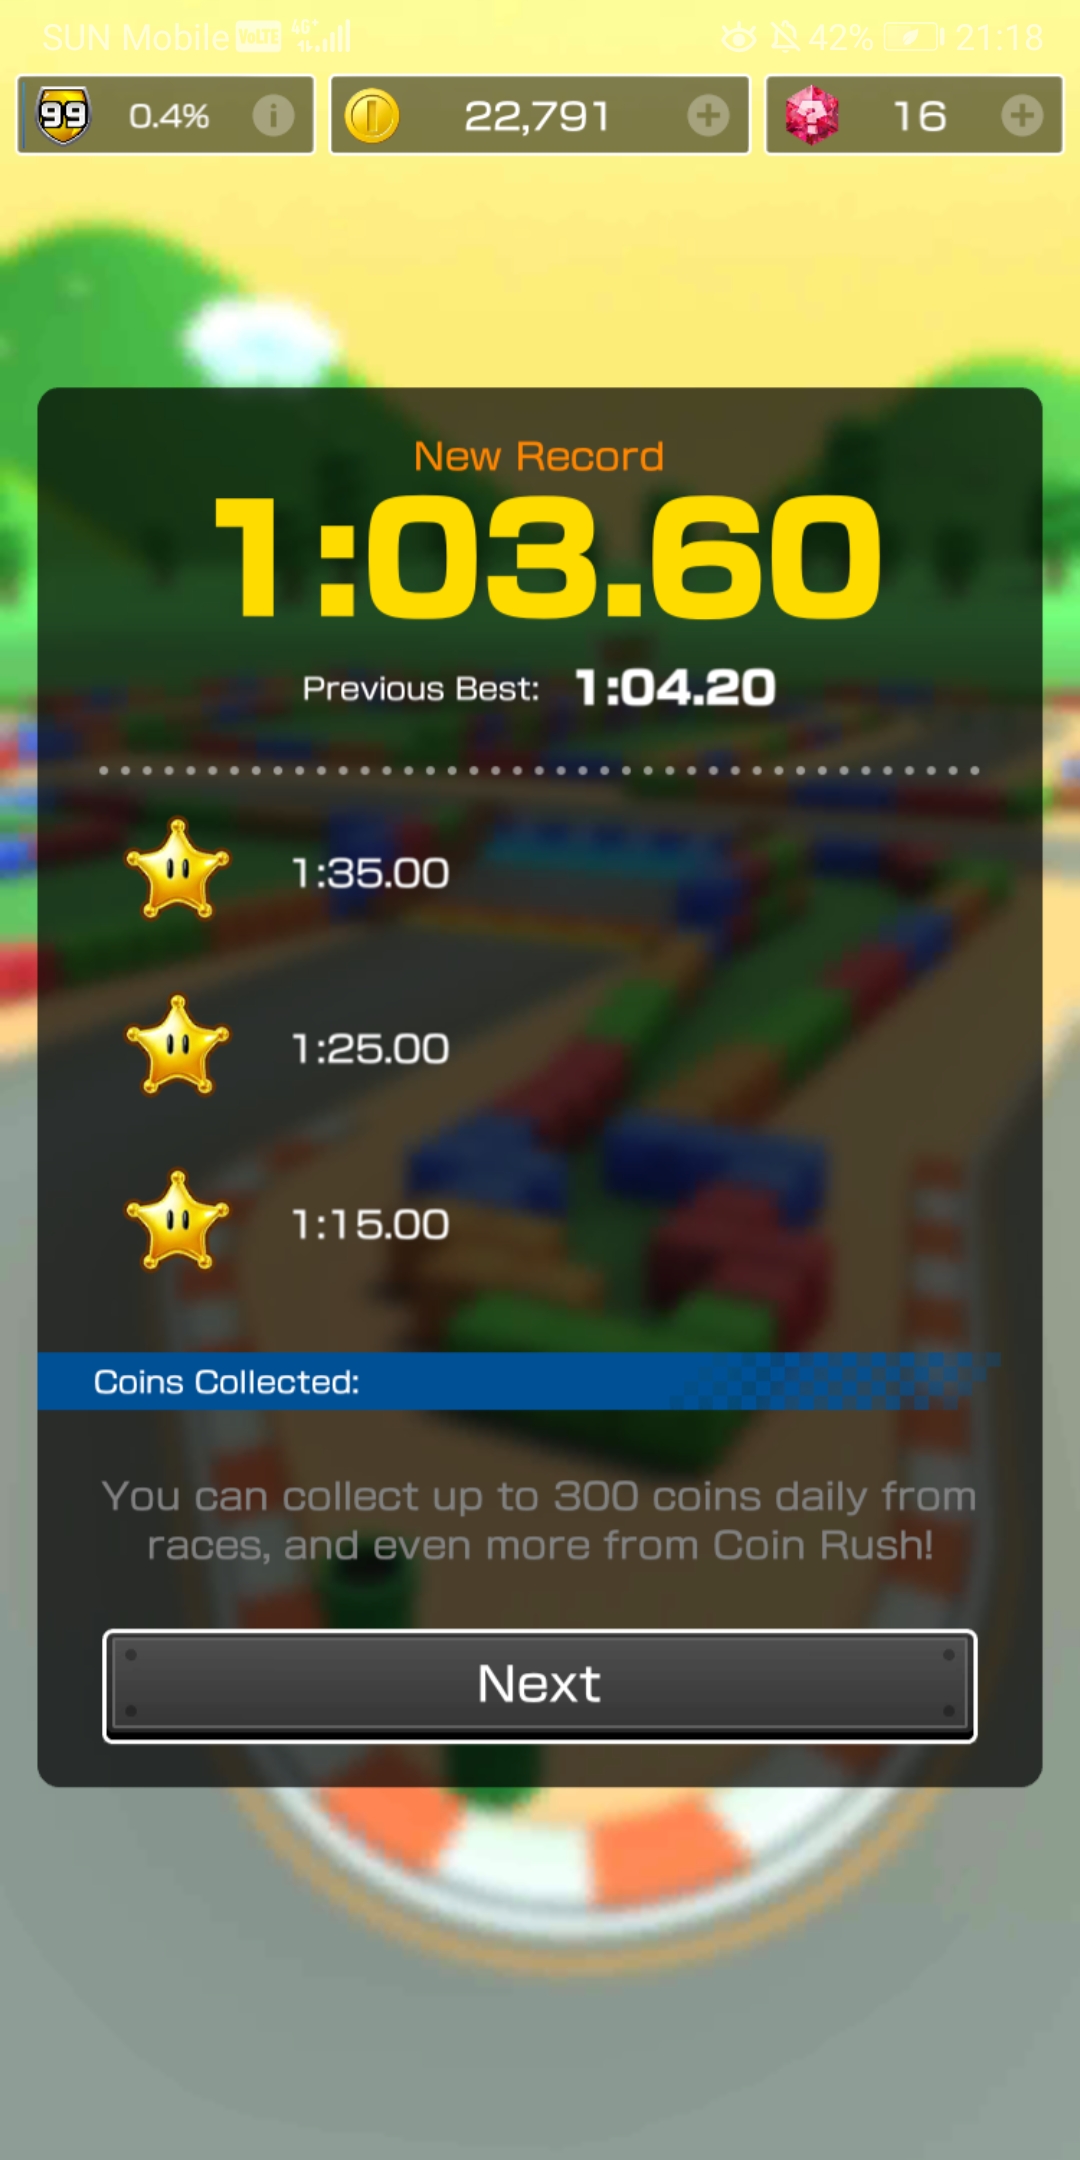 SUN Mobile VoLTE 4G+ 42% 21:18
99 0.4% i 22,791 + 16 +
New Record
1:03.60
Previous Best: 1:04.20
1:35.00
1:25.00
1:15.00
Coins Collected:
You can collect up to 300 coins daily from
races, and even more from Coin Rush!
Next